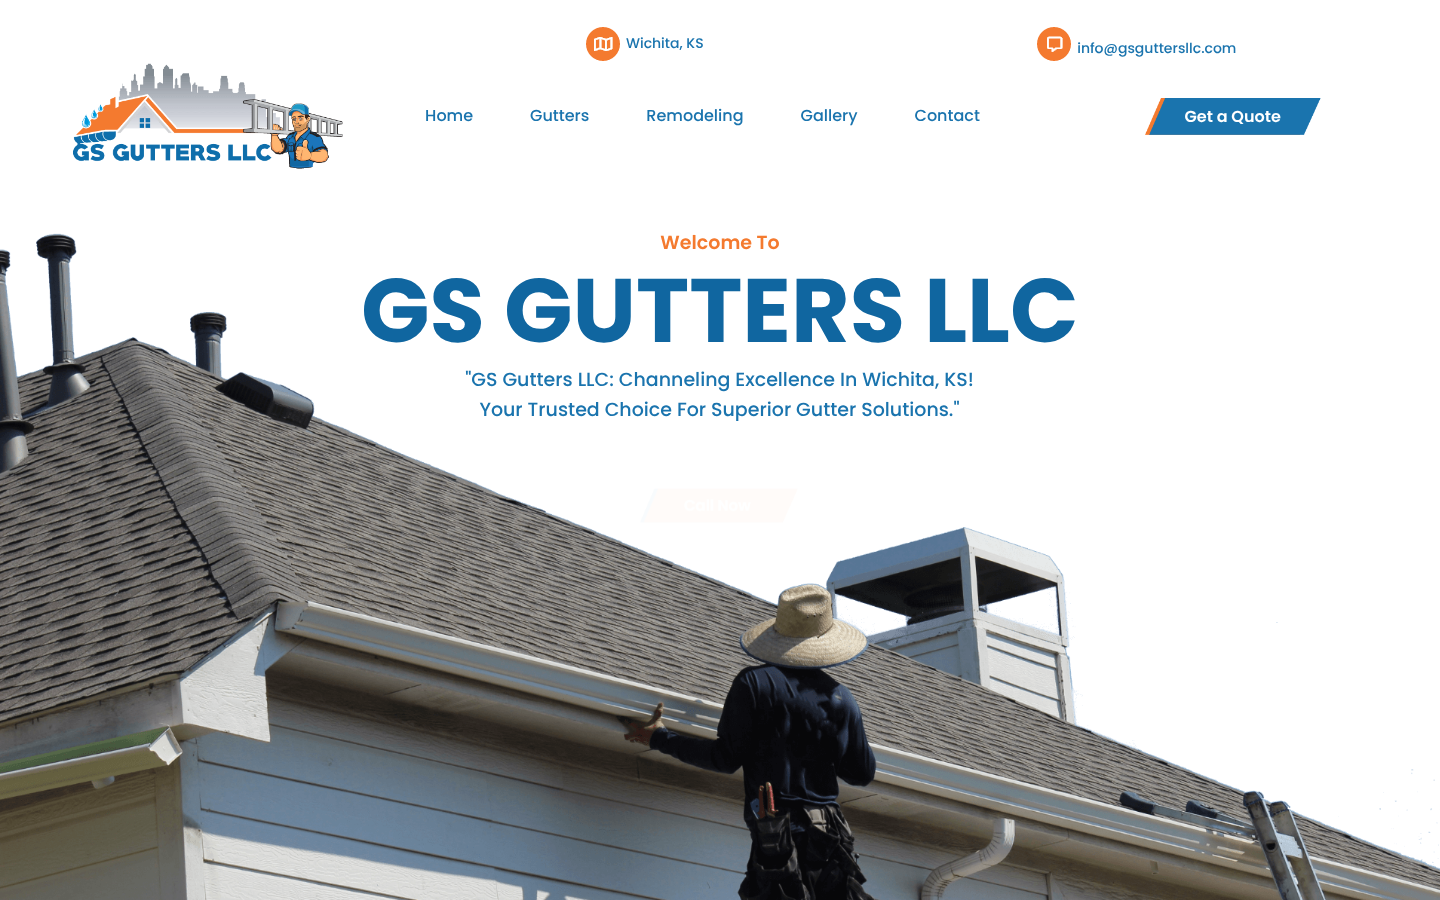 Wichita, KS
info@gsguttersllc.com
GS GUTTERS LLC
Home
Gutters
Remodeling
Gallery
Contact
Get a Quote
Welcome To
GS GUTTERS LLC
"GS Gutters LLC: Channeling Excellence In Wichita, KS!
Your Trusted Choice For Superior Gutter Solutions."